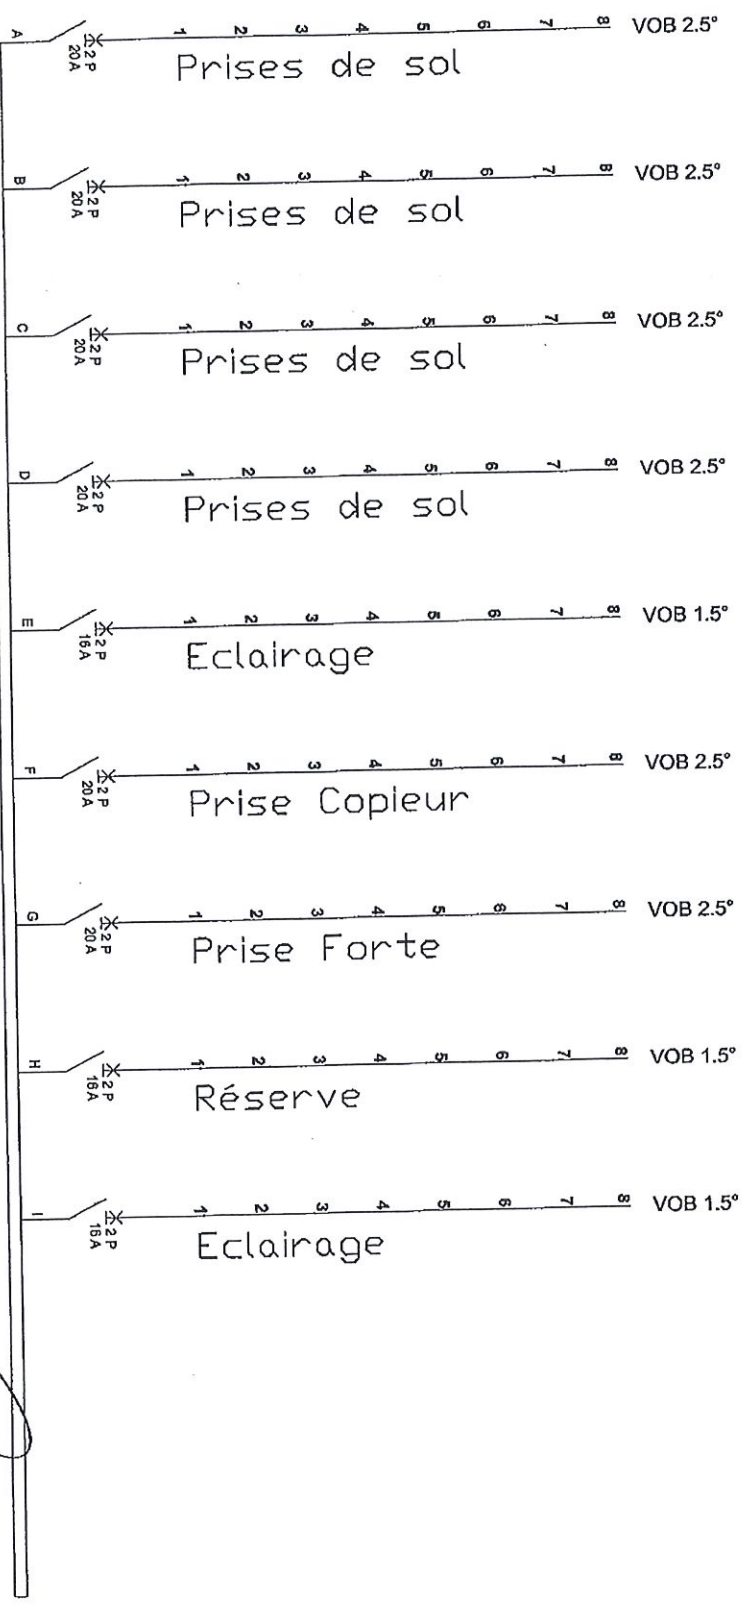 A 2P 20A 1 2 3 4 5 6 7 8 VOB 2.5°
Prises de sol
B 2P 20A 1 2 3 4 5 6 7 8 VOB 2.5°
Prises de sol
C 2P 20A 1 2 3 4 5 6 7 8 VOB 2.5°
Prises de sol
D 2P 20A 1 2 3 4 5 6 7 8 VOB 2.5°
Prises de sol
E 2P 16A 1 2 3 4 5 6 7 8 VOB 1.5°
Eclairage
F 2P 20A 1 2 3 4 5 6 7 8 VOB 2.5°
Prise Copieur
G 2P 20A 1 2 3 4 5 6 7 8 VOB 2.5°
Prise Forte
H 2P 16A 1 2 3 4 5 6 7 8 VOB 1.5°
Réserve
I 2P 16A 1 2 3 4 5 6 7 8 VOB 1.5°
Eclairage